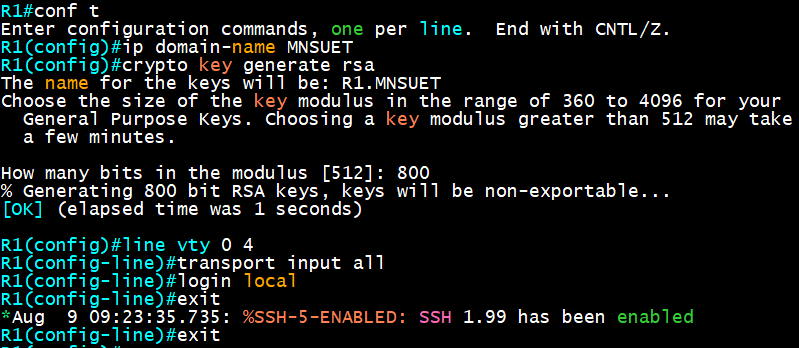 R1#conf t
Enter configuration commands, one per line.  End with CNTL/Z.
R1(config)#ip domain-name MNSUET
R1(config)#crypto key generate rsa
The name for the keys will be: R1.MNSUET
Choose the size of the key modulus in the range of 360 to 4096 for your
  General Purpose Keys. Choosing a key modulus greater than 512 may take
  a few minutes.

How many bits in the modulus [512]: 800
% Generating 800 bit RSA keys, keys will be non-exportable...
[OK] (elapsed time was 1 seconds)

R1(config)#line vty 0 4
R1(config-line)#transport input all
R1(config-line)#login local
R1(config-line)#exit
*Aug  9 09:23:35.735: %SSH-5-ENABLED: SSH 1.99 has been enabled
R1(config)#exit